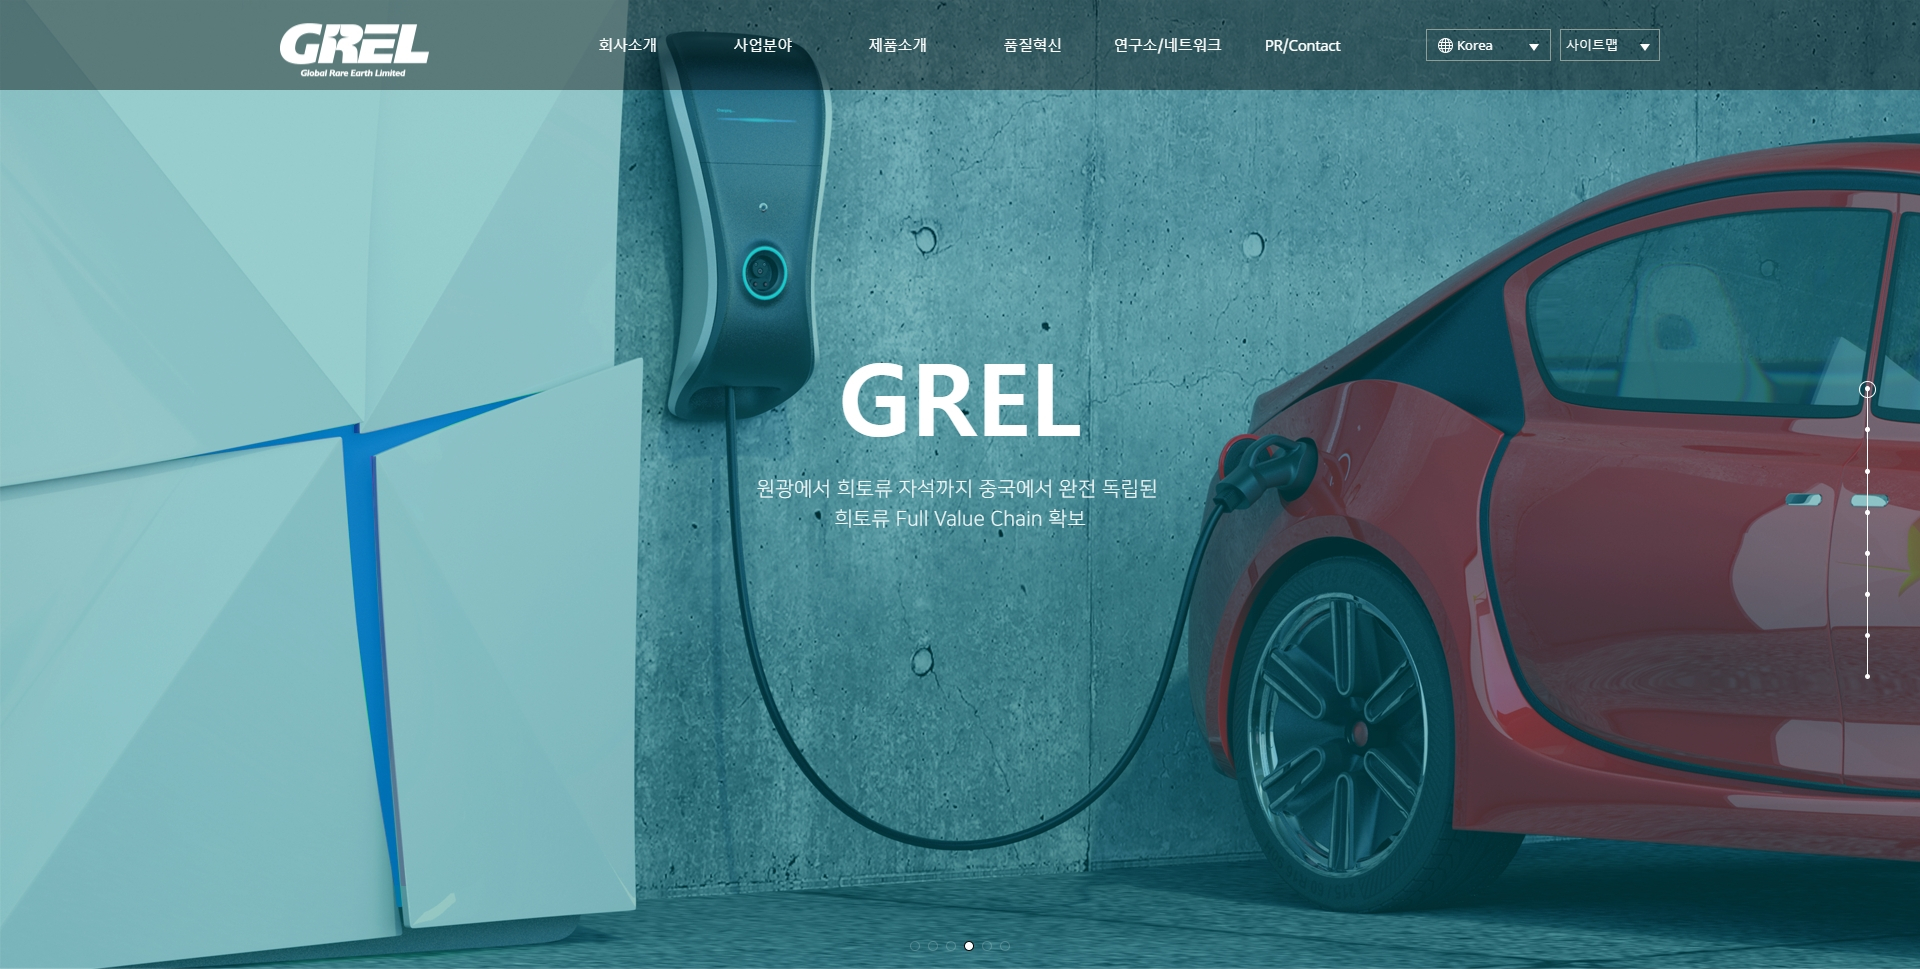 GREL
Global Rare Earth Limited
회사소개
사업분야
제품소개
품질혁신
연구소/네트워크
PR/Contact
Korea
사이트맵
GREL
원광에서 희토류 자석까지 중국에서 완전 독립된
희토류 Full Value Chain 확보